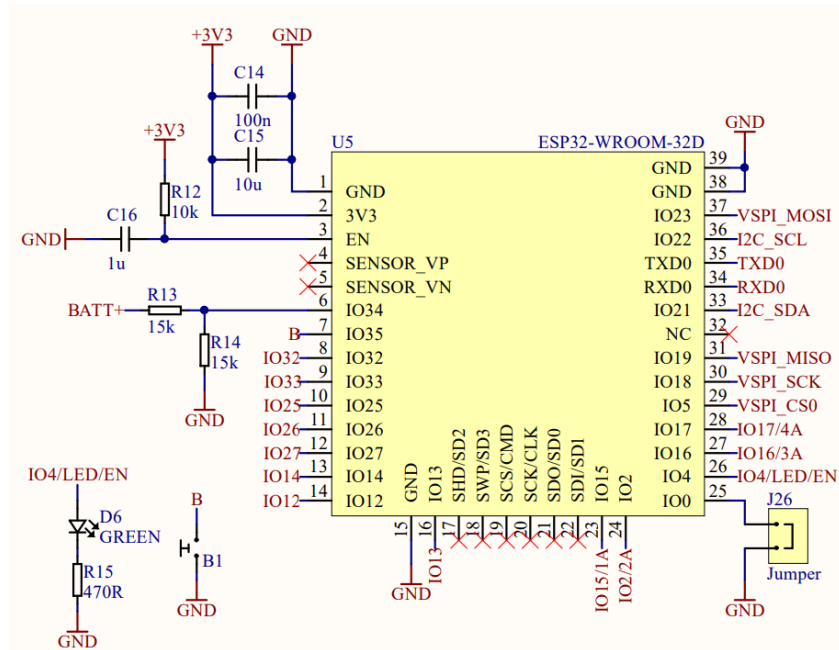 +3V3
GND
C14
100n
C15
10u
+3V3
R12
10k
C16
GND
1u
BATT+
R13
15k
R14
15k
GND
U5
ESP32-WROOM-32D
GND
1 GND
2 3V3
3 EN
4 SENSOR_VP
5 SENSOR_VN
6 IO34
B 7 IO35
IO32 8 IO32
IO33 9 IO33
IO25 10 IO25
IO26 11 IO26
IO27 12 IO27
IO14 13 IO14
IO12 14 IO12
GND 39
GND 38
IO23 37 VSPI_MOSI
IO22 36 I2C_SCL
TXD0 35 TXD0
RXD0 34 RXD0
IO21 33 I2C_SDA
NC 32
IO19 31 VSPI_MISO
IO18 30 VSPI_SCK
IO5 29 VSPI_CS0
IO17 28 IO17/4A
IO16 27 IO16/3A
IO4 26 IO4/LED/EN
IO0 25
GND 15
GND
IO13 16 IO13
SHD/SD2 17
SWP/SD3 18
SCS/CMD 19
SCK/CLK 20
SDO/SD0 21
SDI/SD1 22
IO15 23 IO15/1A
IO2 24 IO2/2A
J26
Jumper
GND
IO4/LED/EN
D6
GREEN
R15
470R
GND
B
B1
GND